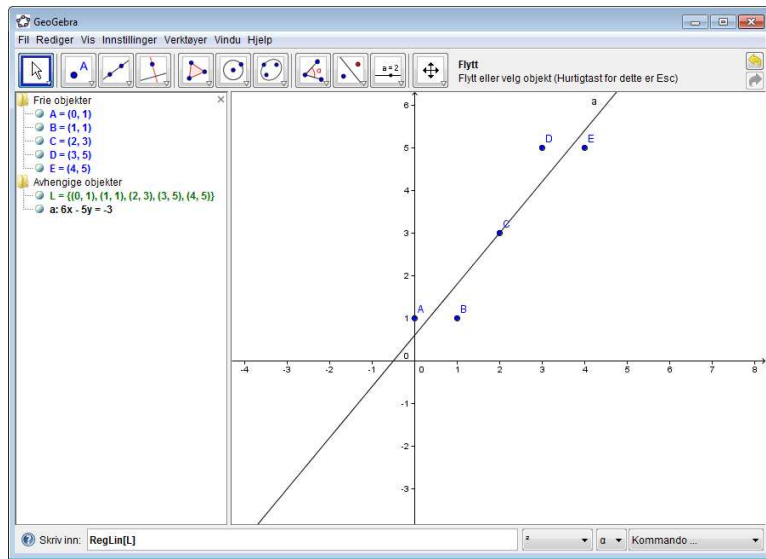 GeoGebra
Fil Rediger Vis Innstillinger Verktøyer Vindu Hjelp
A
α
a = 2
Flytt
Flytt eller velg objekt (Hurtigtast for dette er Esc)
Frie objekter
A = (0, 1)
B = (1, 1)
C = (2, 3)
D = (3, 5)
E = (4, 5)
Avhengige objekter
L = {(0, 1), (1, 1), (2, 3), (3, 5), (4, 5)}
a: 6x - 5y = -3
6
a
5
D
E
4
3
C
2
1
A
B
0
-4 -3 -2 -1 0 1 2 3 4 5 6 7 8
-1
-2
-3
Skriv inn: RegLin[L]
²
α
Kommando ...